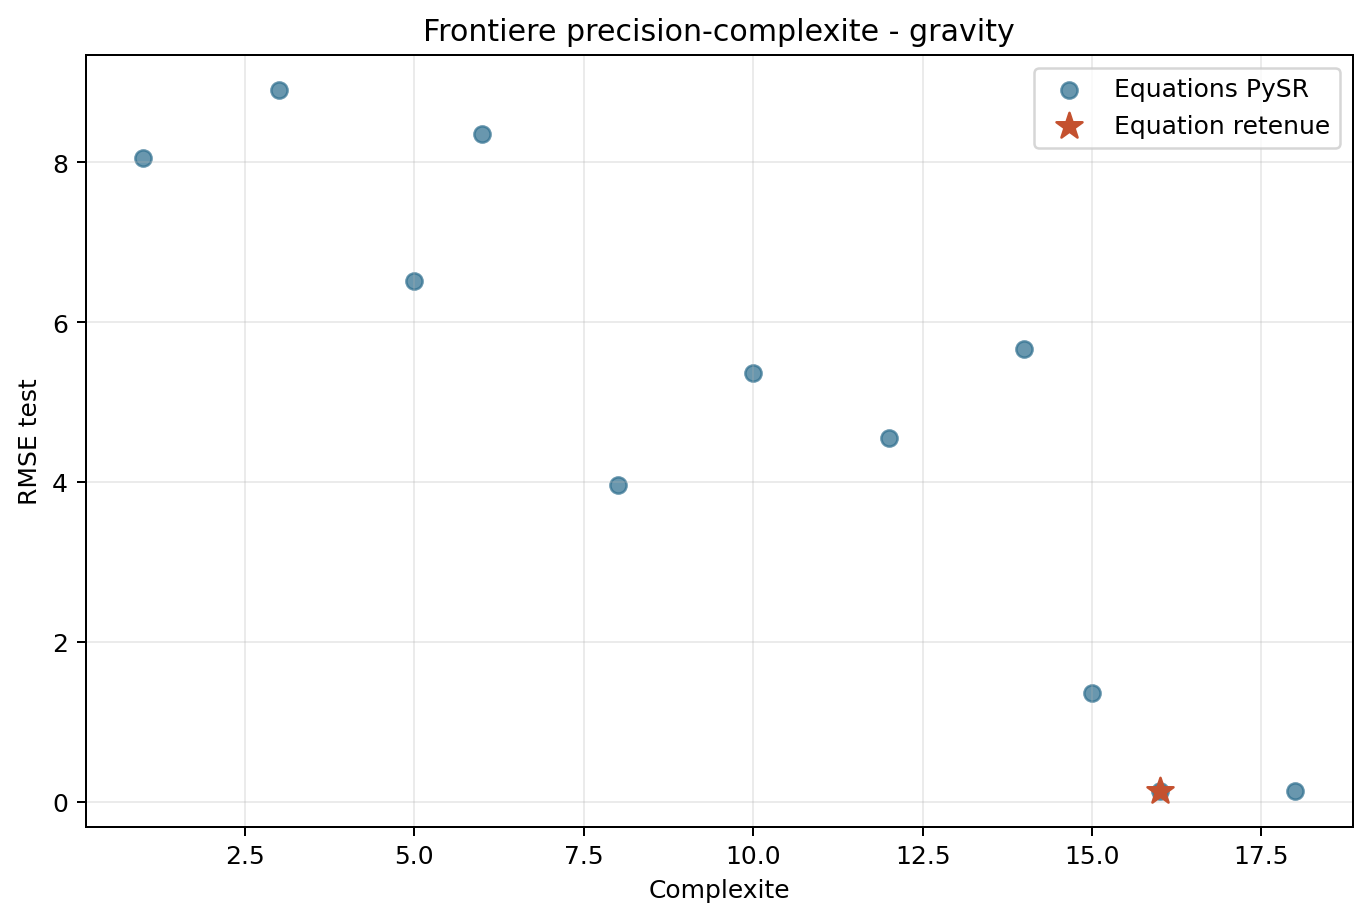 Frontiere precision-complexite - gravity
Equations PySR
Equation retenue
RMSE test
8
6
4
2
0
2.5 5.0 7.5 10.0 12.5 15.0 17.5
Complexite